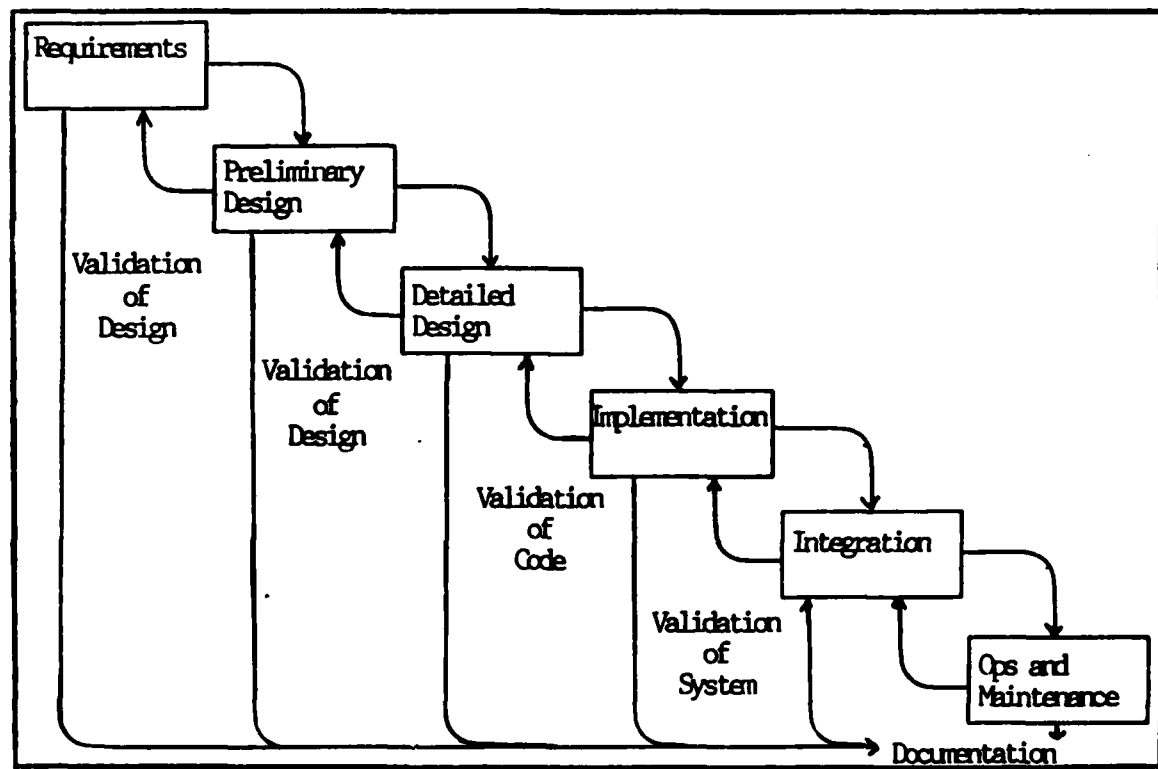 Requirements
Preliminary
Design
Validation
of
Design
Detailed
Design
Validation
of
Design
Implementation
Validation
of
Code
Integration
Validation
of
System
Ops and
Maintenance
Documentation